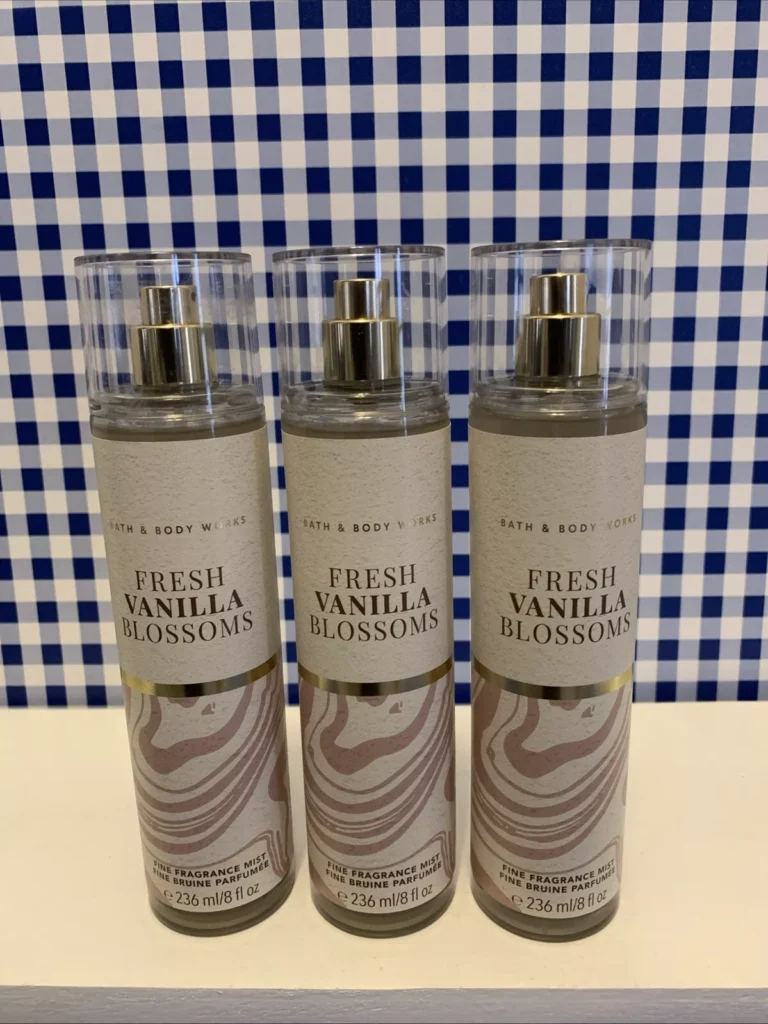 BATH & BODY WORKS
FRESH
VANILLA
BLOSSOMS
FINE FRAGRANCE MIST
FINE BRUINE PARFUMÉE
℮ 236 ml/8 fl oz
BATH & BODY WORKS
FRESH
VANILLA
BLOSSOMS
FINE FRAGRANCE MIST
FINE BRUINE PARFUMÉE
℮ 236 ml/8 fl oz
BATH & BODY WORKS
FRESH
VANILLA
BLOSSOMS
FINE FRAGRANCE MIST
FINE BRUINE PARFUMÉE
℮ 236 ml/8 fl oz